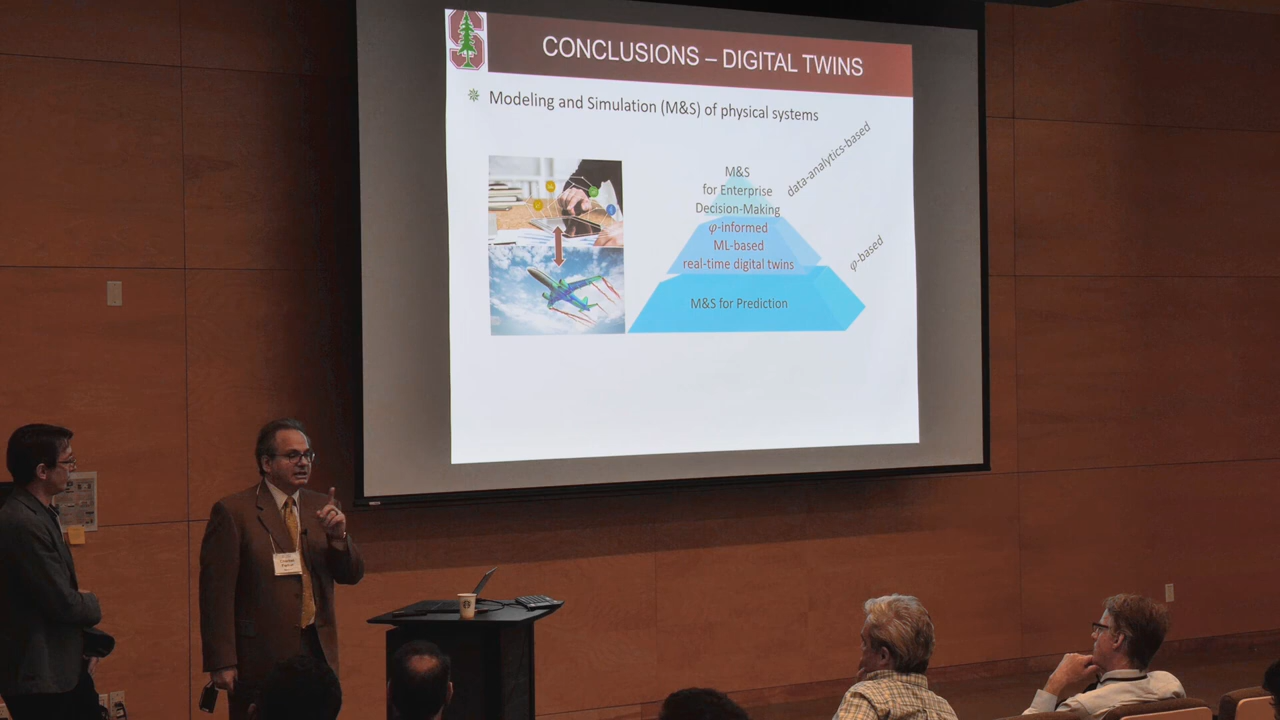 CONCLUSIONS – DIGITAL TWINS
Modeling and Simulation (M&S) of physical systems
M&S
for Enterprise
Decision-Making
φ-informed
ML-based
real-time digital twins
M&S for Prediction
data-analytics-based
φ-based